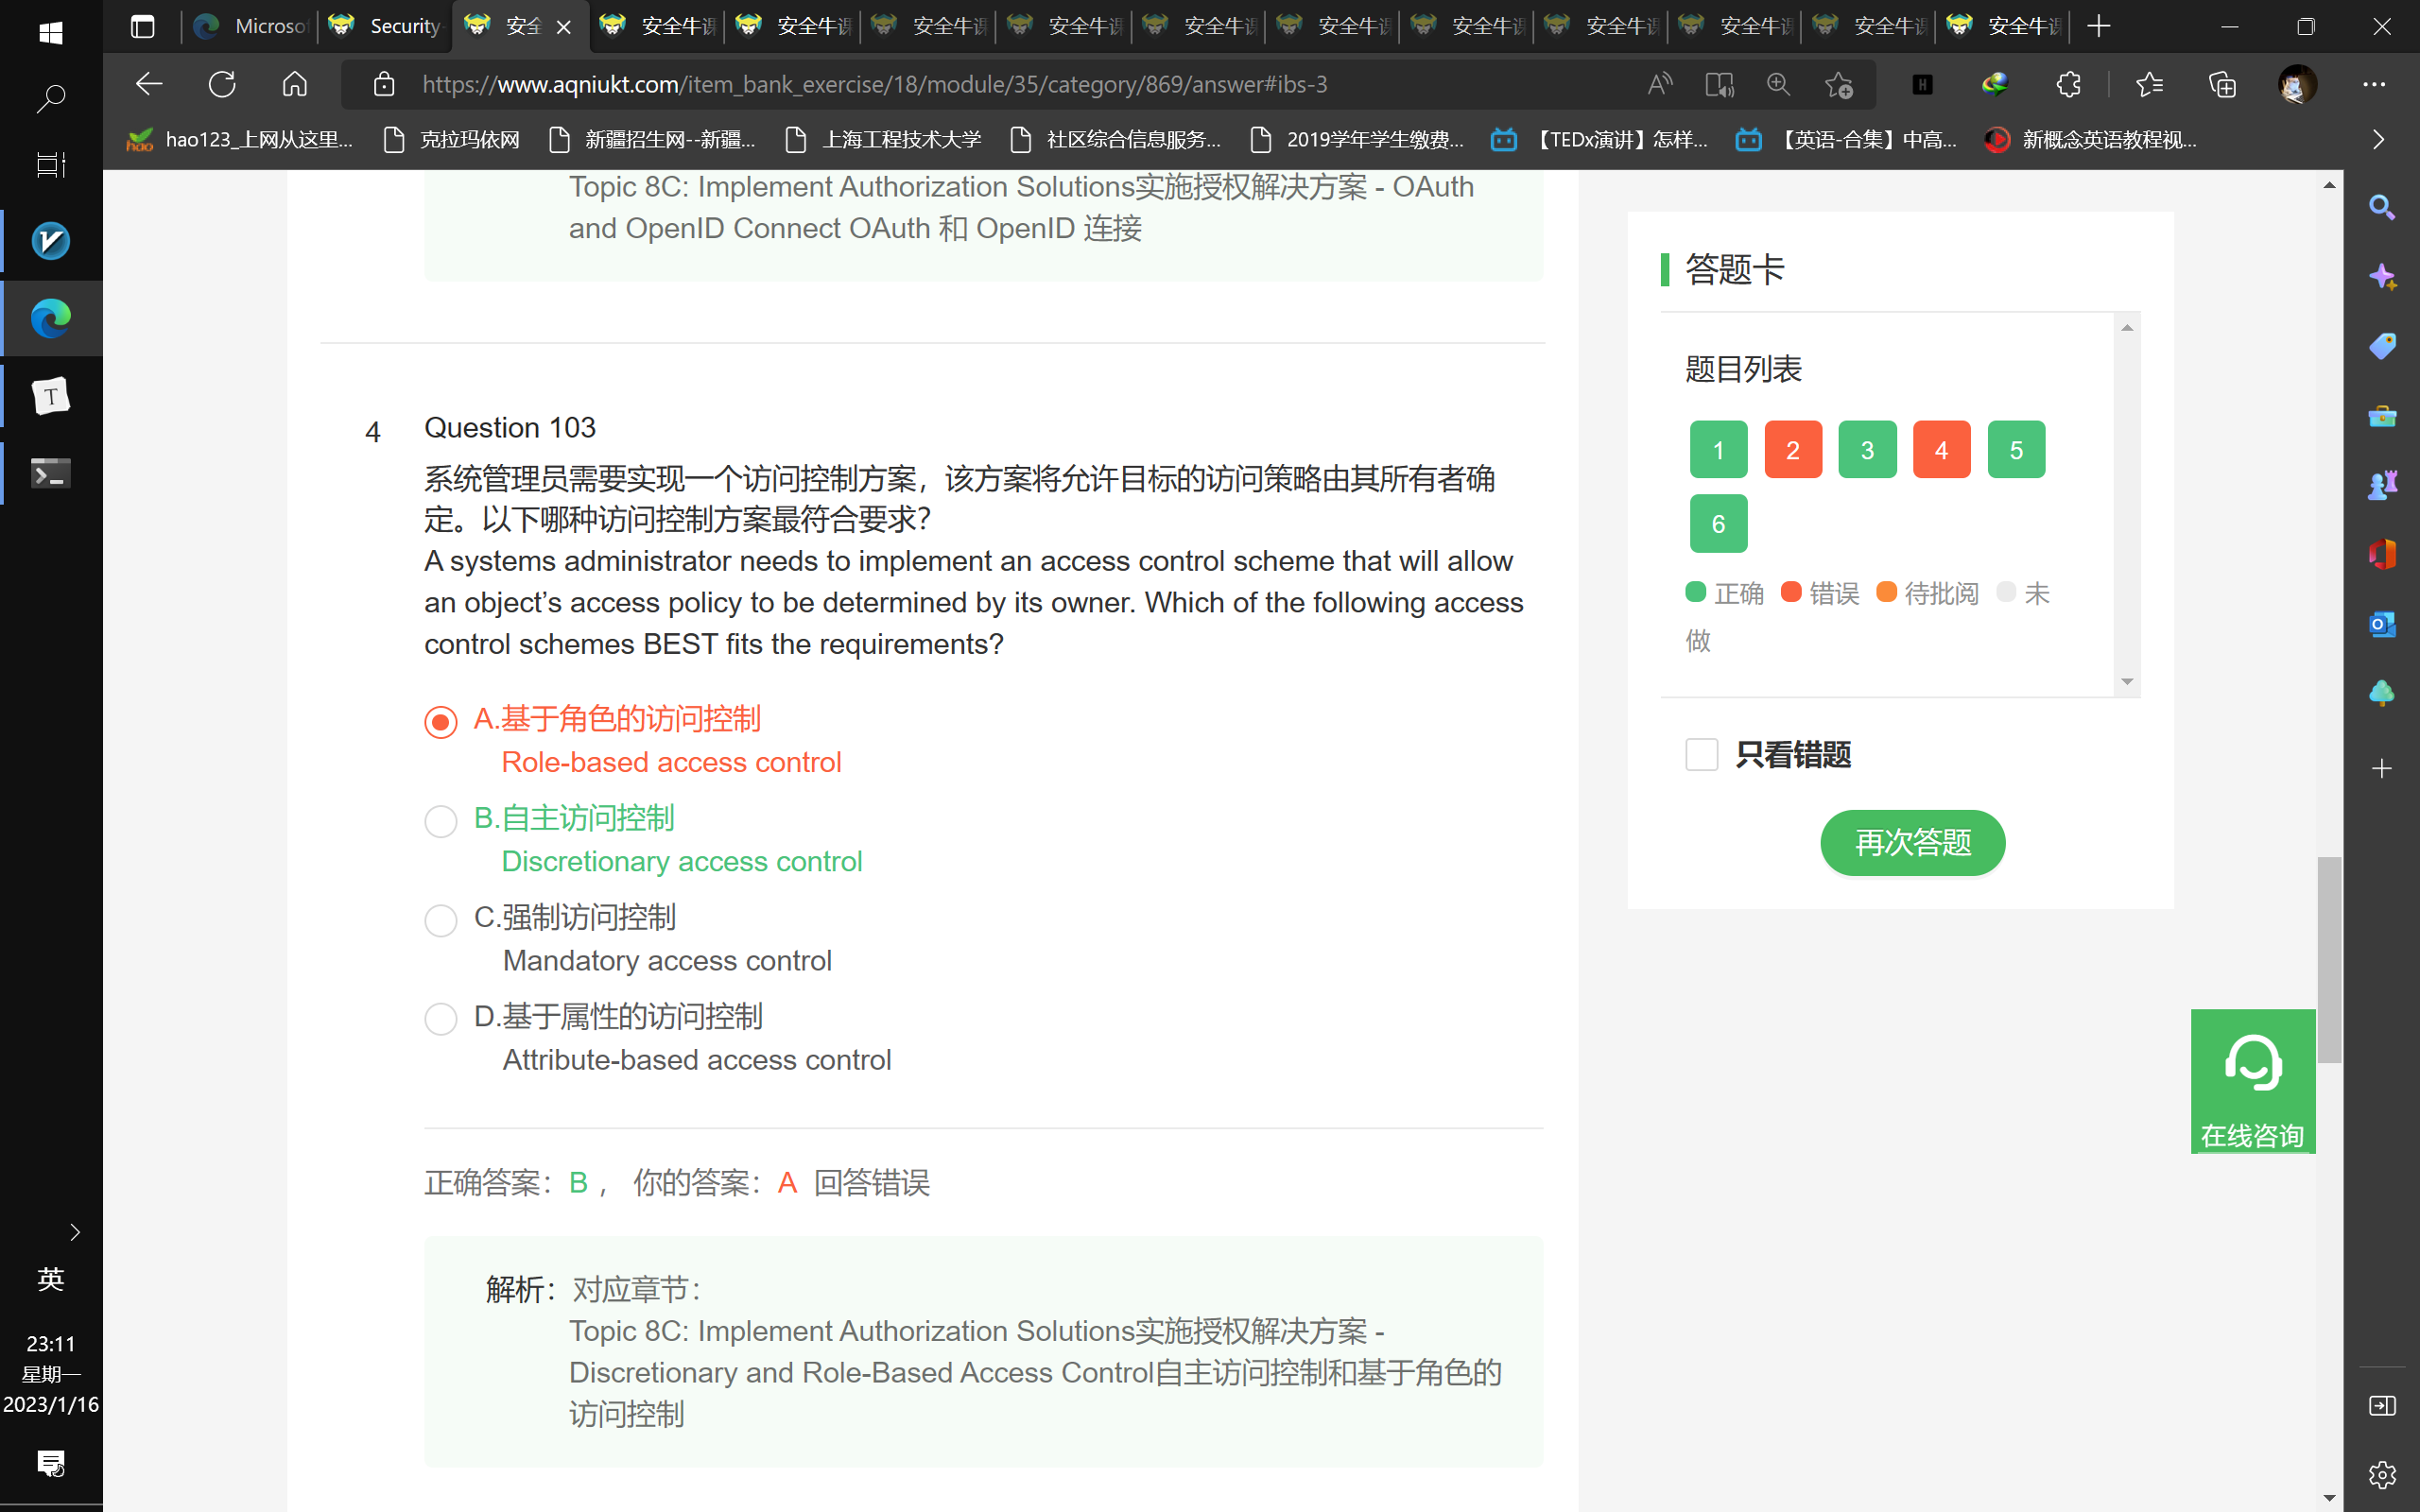 Microso
Security
安全
安全牛课
安全牛课
安全牛课
安全牛课
安全牛课
安全牛课
安全牛课
安全牛课
安全牛课
安全牛课
安全牛课
https://www.aqniukt.com/item_bank_exercise/18/module/35/category/869/answer#ibs-3
hao123_上网从这里...
克拉玛依网
新疆招生网--新疆...
上海工程技术大学
社区综合信息服务...
2019学年学生缴费...
【TEDx演讲】怎样...
【英语-合集】中高...
新概念英语教程视...
Topic 8C: Implement Authorization Solutions实施授权解决方案 - OAuth
and OpenID Connect OAuth 和 OpenID 连接
4
Question 103
系统管理员需要实现一个访问控制方案，该方案将允许目标的访问策略由其所有者确
定。以下哪种访问控制方案最符合要求？
A systems administrator needs to implement an access control scheme that will allow
an object’s access policy to be determined by its owner. Which of the following access
control schemes BEST fits the requirements?
A.基于角色的访问控制
Role-based access control
B.自主访问控制
Discretionary access control
C.强制访问控制
Mandatory access control
D.基于属性的访问控制
Attribute-based access control
正确答案：B ， 你的答案：A 回答错误
解析：对应章节：
Topic 8C: Implement Authorization Solutions实施授权解决方案 -
Discretionary and Role-Based Access Control自主访问控制和基于角色的
访问控制
答题卡
题目列表
1 2 3 4 5
6
正确 错误 待批阅 未
做
只看错题
再次答题
在线咨询
英
23:11
星期一
2023/1/16